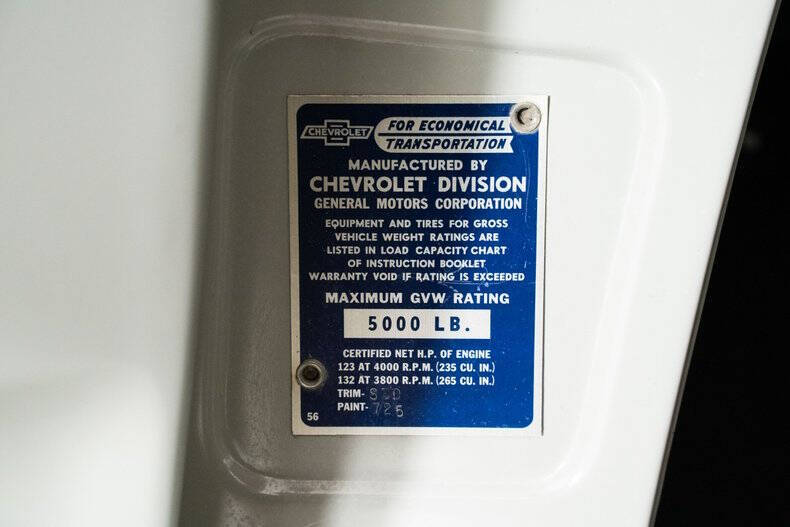 CHEVROLET
FOR ECONOMICAL
TRANSPORTATION
MANUFACTURED BY
CHEVROLET DIVISION
GENERAL MOTORS CORPORATION
EQUIPMENT AND TIRES FOR GROSS
VEHICLE WEIGHT RATINGS ARE
LISTED IN LOAD CAPACITY CHART
OF INSTRUCTION BOOKLET
WARRANTY VOID IF RATING IS EXCEEDED
MAXIMUM GVW RATING
5000 LB.
CERTIFIED NET H.P. OF ENGINE
123 AT 4000 R.P.M. (235 CU. IN.)
132 AT 3800 R.P.M. (265 CU. IN.)
TRIM- STD
PAINT- 725
56